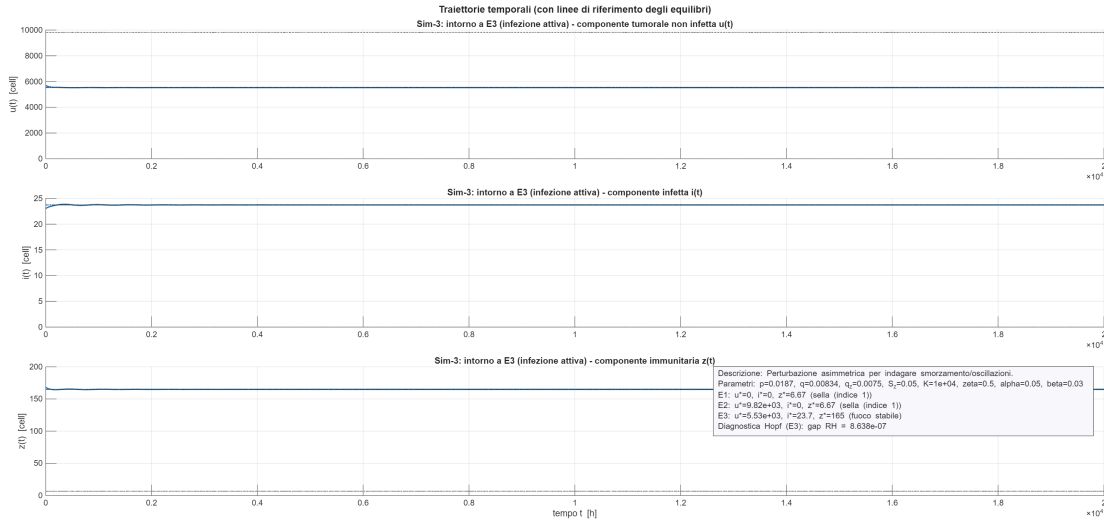 Traiettorie temporali (con linee di riferimento degli equilibri)
Sim-3: intorno a E3 (infezione attiva) - componente tumorale non infetta u(t)
10000
8000
6000
4000
2000
0
u(t) [cell]
0 0.2 0.4 0.6 0.8 1 1.2 1.4 1.6 1.8 2
×10⁴
Sim-3: intorno a E3 (infezione attiva) - componente infetta i(t)
25
20
15
10
5
0
i(t) [cell]
0 0.2 0.4 0.6 0.8 1 1.2 1.4 1.6 1.8 2
×10⁴
Sim-3: intorno a E3 (infezione attiva) - componente immunitaria z(t)
200
150
100
50
0
z(t) [cell]
Descrizione: Perturbazione asimmetrica per indagare smorzamento/oscillazioni.
Parametri: p=0.0187, q=0.00834, q_z=0.0075, S_z=0.05, K=1e+04, zeta=0.5, alpha=0.05, beta=0.03
E1: u*=0, i*=0, z*=6.67 (sella (indice 1))
E2: u*=9.82e+03, i*=0, z*=6.67 (sella (indice 1))
E3: u*=5.53e+03, i*=23.7, z*=165 (fuoco stabile)
Diagnostica Hopf (E3): gap RH = 8.638e-07
0 0.2 0.4 0.6 0.8 1 1.2 1.4 1.6 1.8 2
×10⁴
tempo t [h]